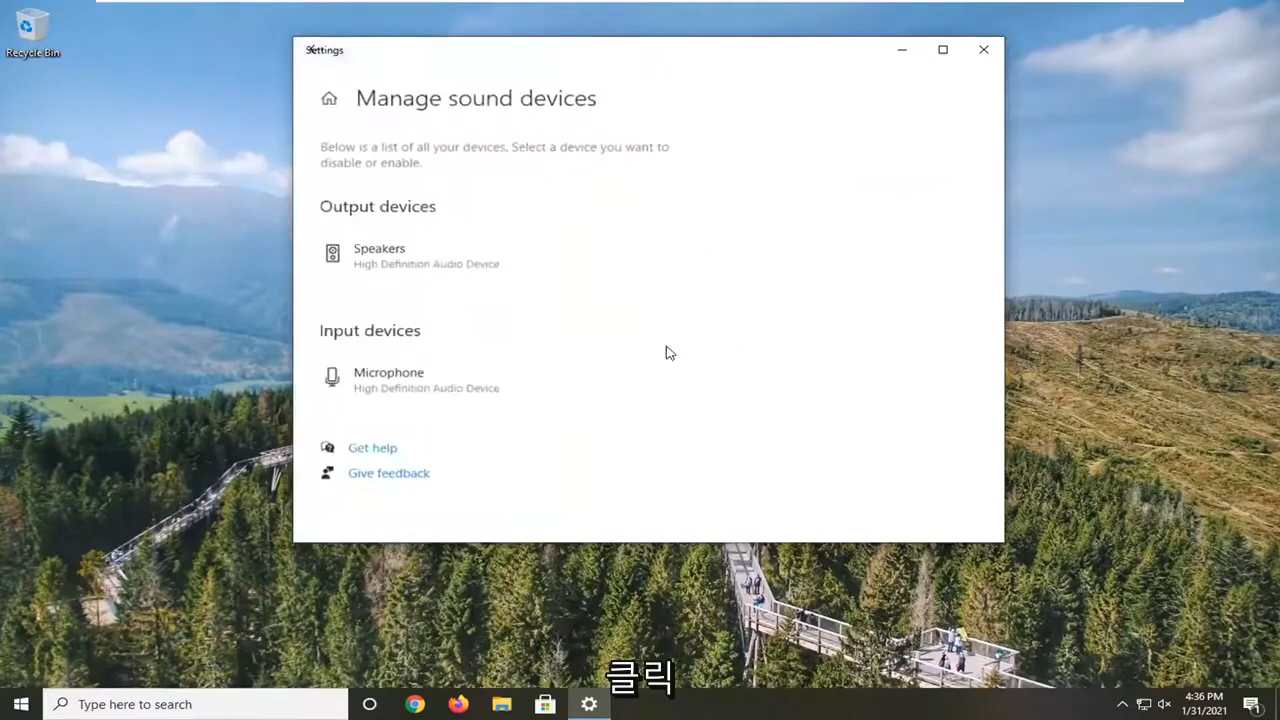 Recycle Bin
Settings
Manage sound devices
Below is a list of all your devices. Select a device you want to
disable or enable.
Output devices
Speakers
High Definition Audio Device
Input devices
Microphone
High Definition Audio Device
Get help
Give feedback
클릭
Type here to search
4:36 PM
1/31/2021
1